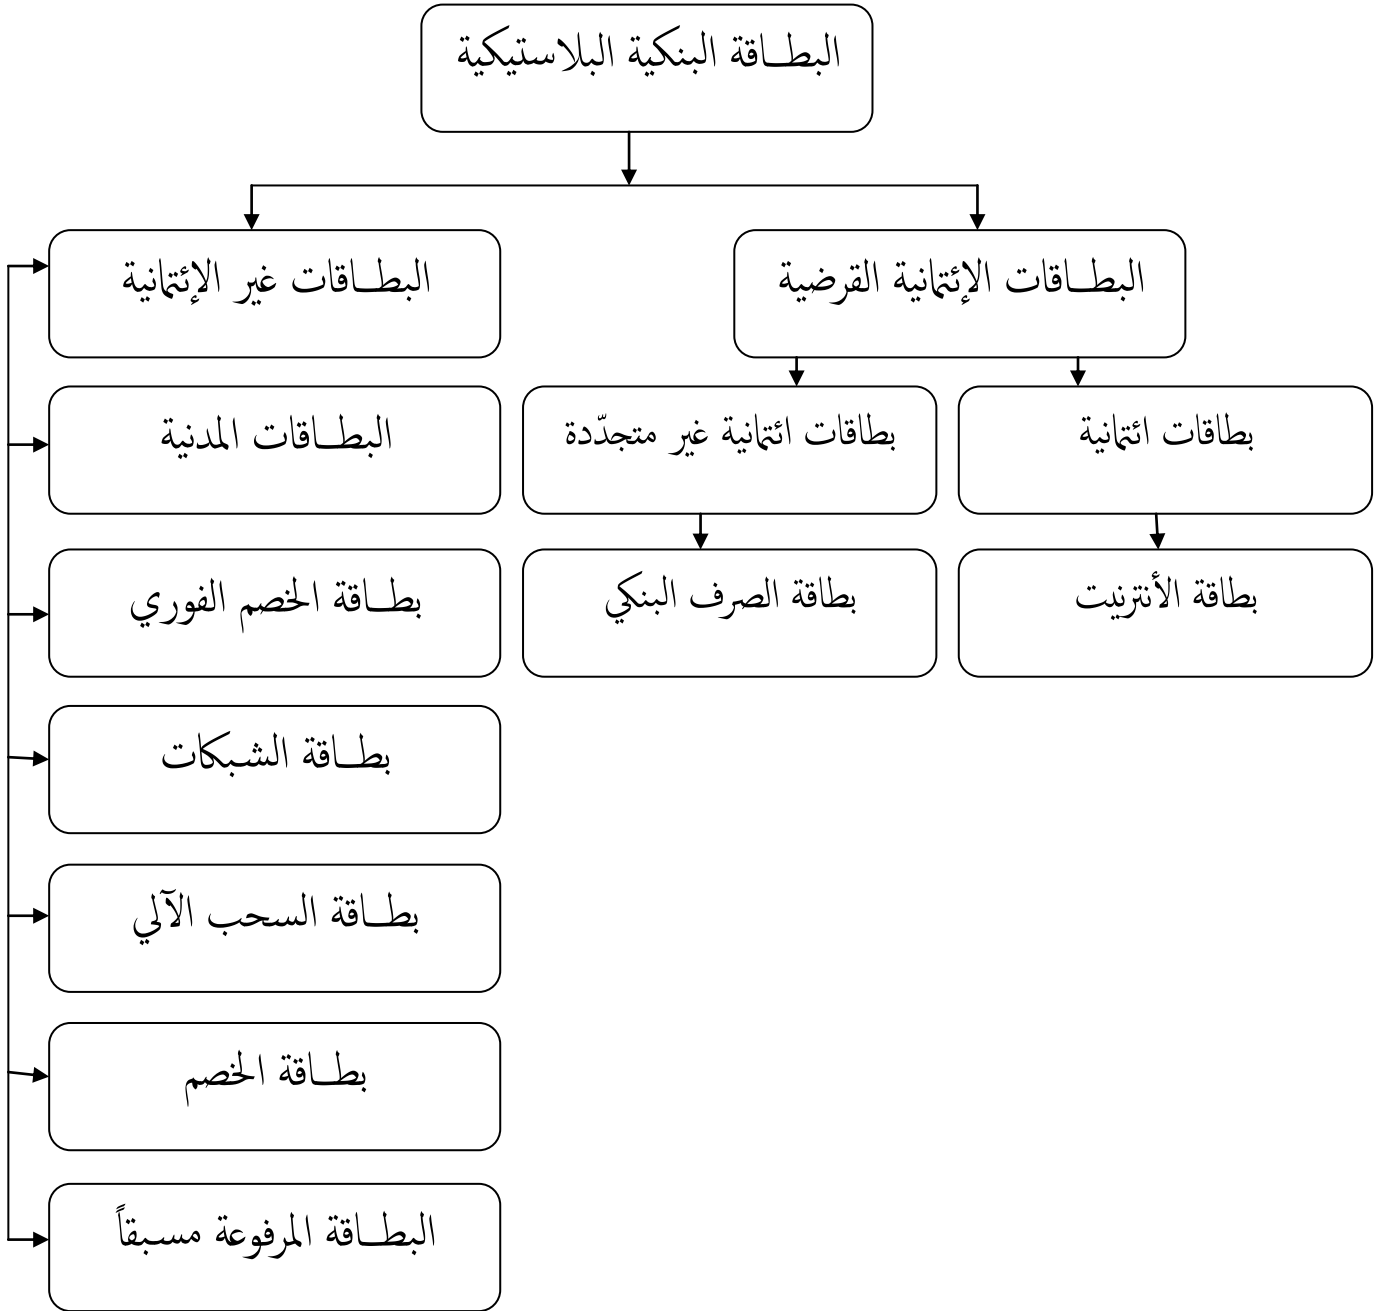 البطاقة البنكية البلاستيكية
البطاقات الإئتمانية القرضية
البطاقات غير الإئتمانية
بطاقات ائتمانية
بطاقات ائتمانية غير متجدّدة
البطاقات المدنية
بطاقة الأنترنيت
بطاقة الصرف البنكي
بطاقة الخصم الفوري
بطاقة الشبكات
بطاقة السحب الآلي
بطاقة الخصم
البطاقة المرفوعة مسبقاً